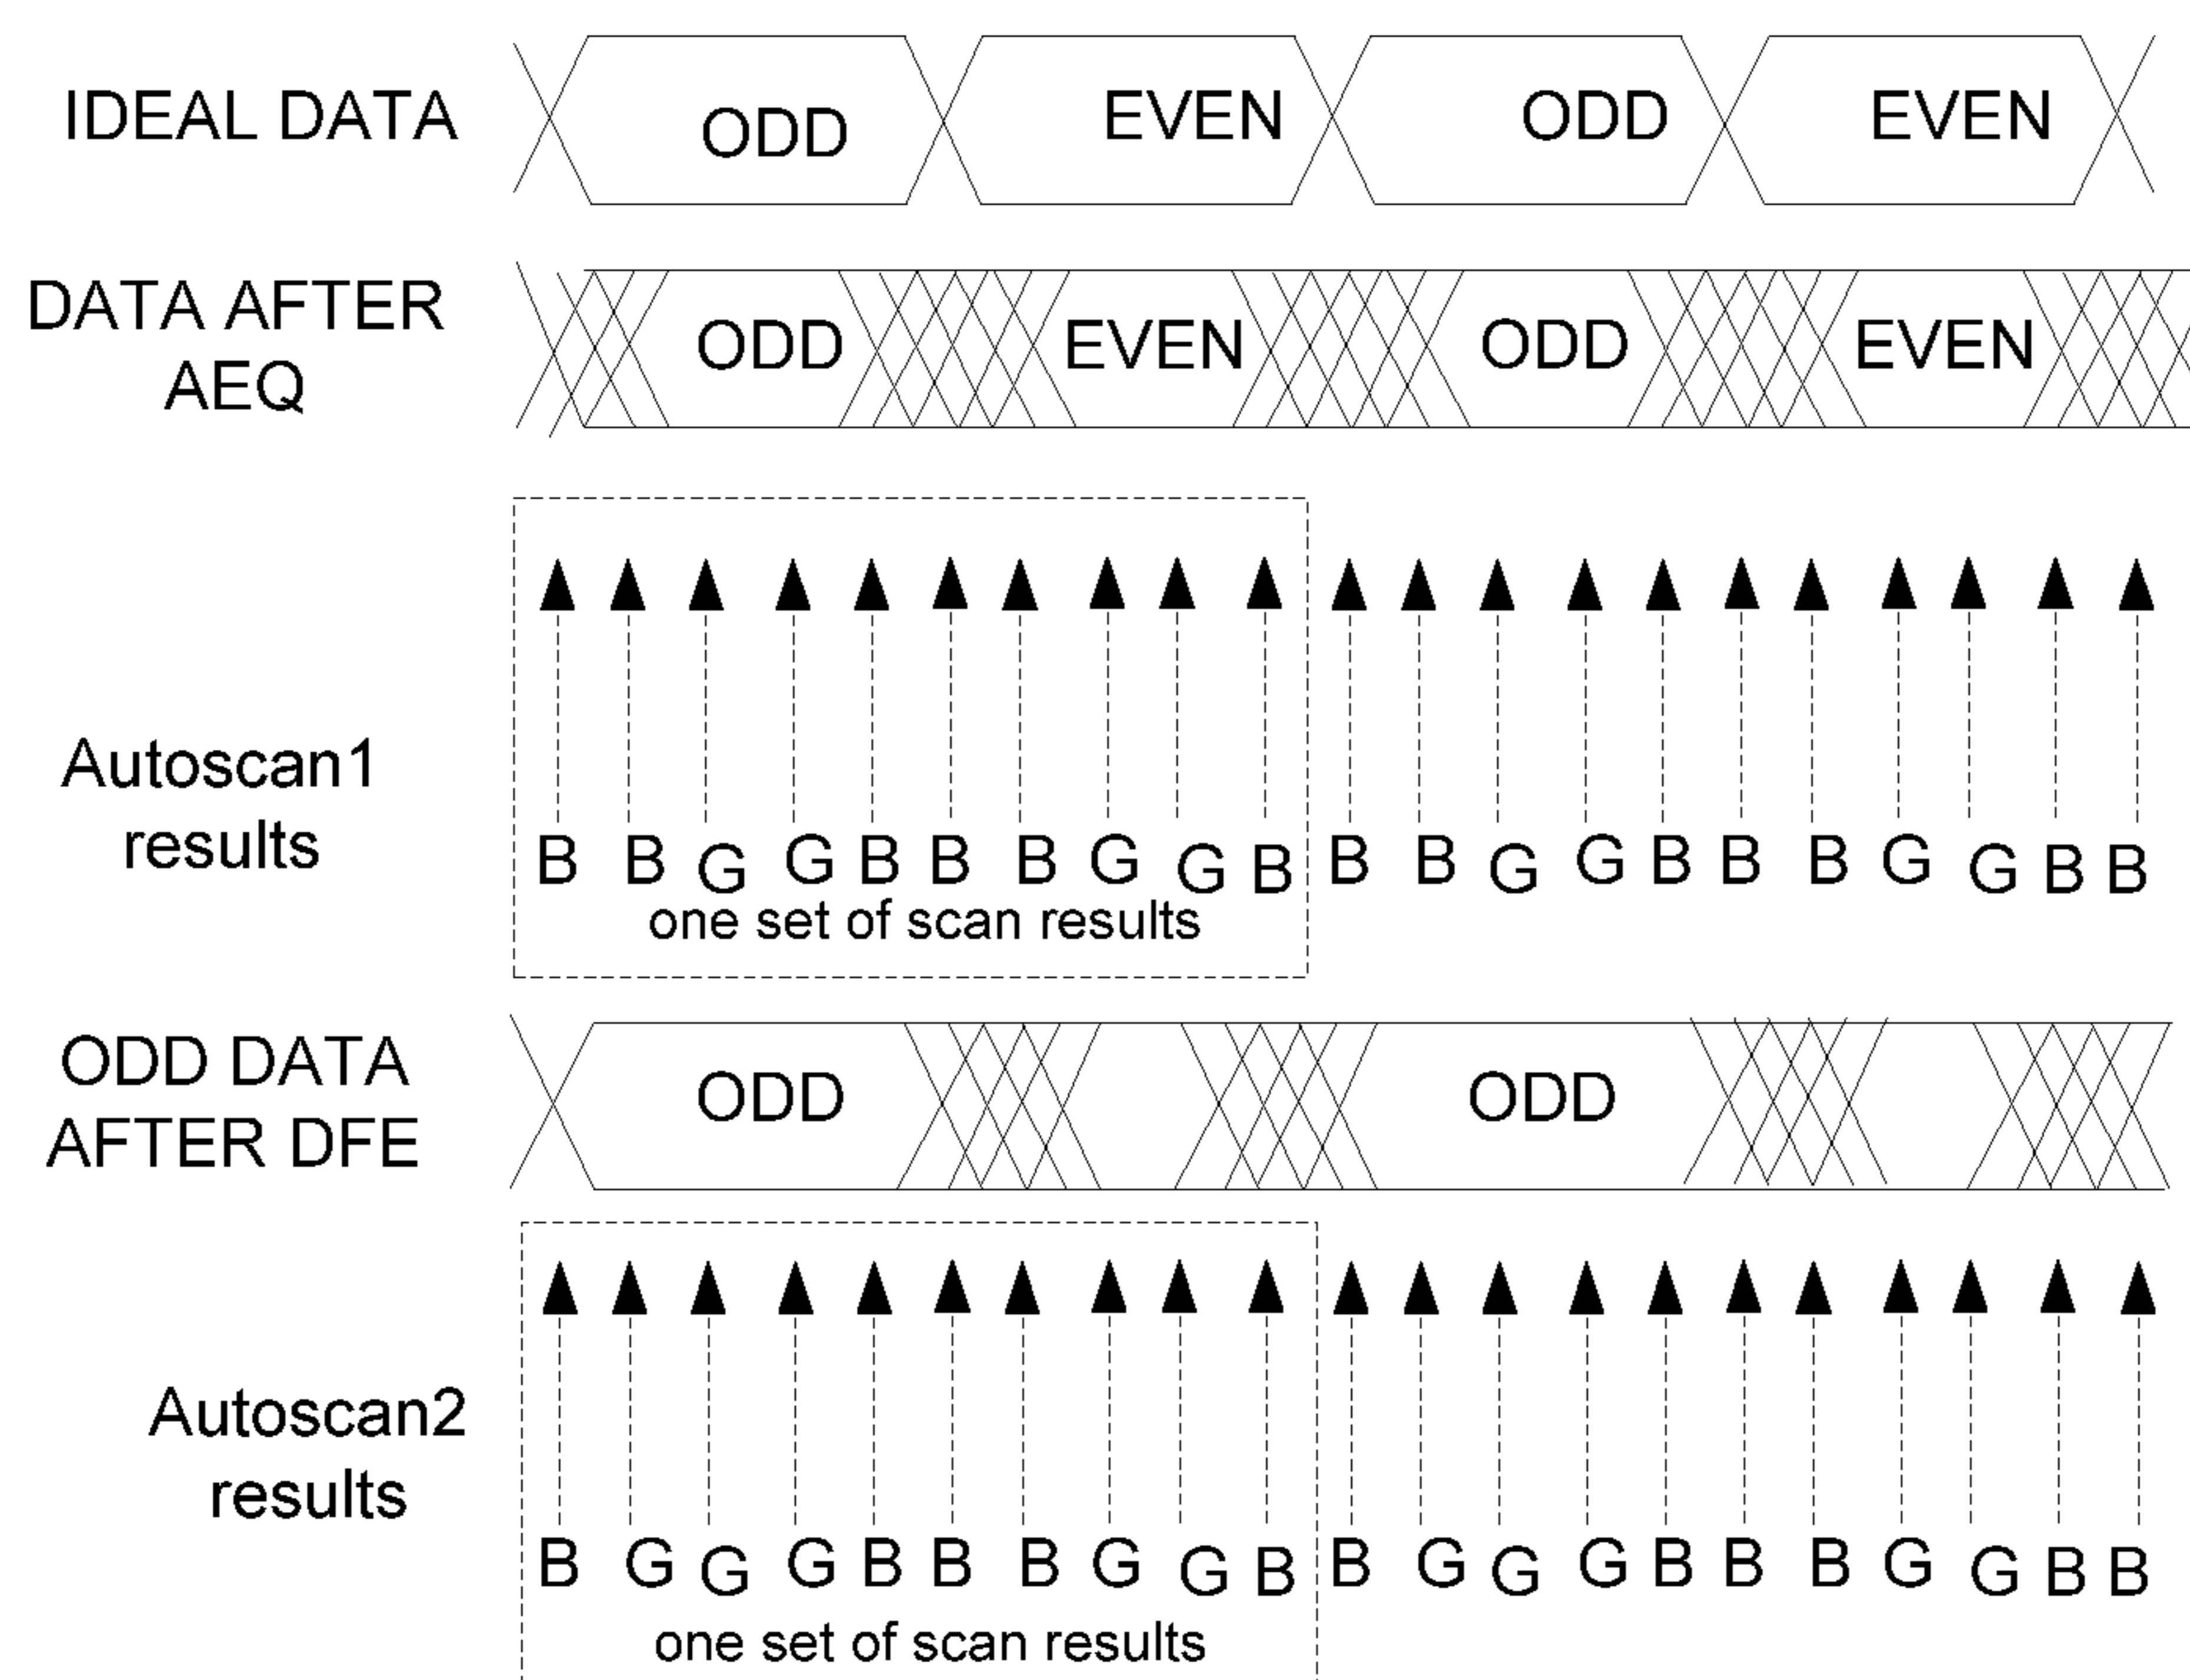 IDEAL DATA
ODD EVEN ODD EVEN
DATA AFTER
AEQ
ODD EVEN ODD EVEN
Autoscan1
results
B B G G B B B G G B B B G G B B B G G B B
one set of scan results
ODD DATA
AFTER DFE
ODD ODD
Autoscan2
results
B G G G B B B G G B B G G G B B B G G B B
one set of scan results